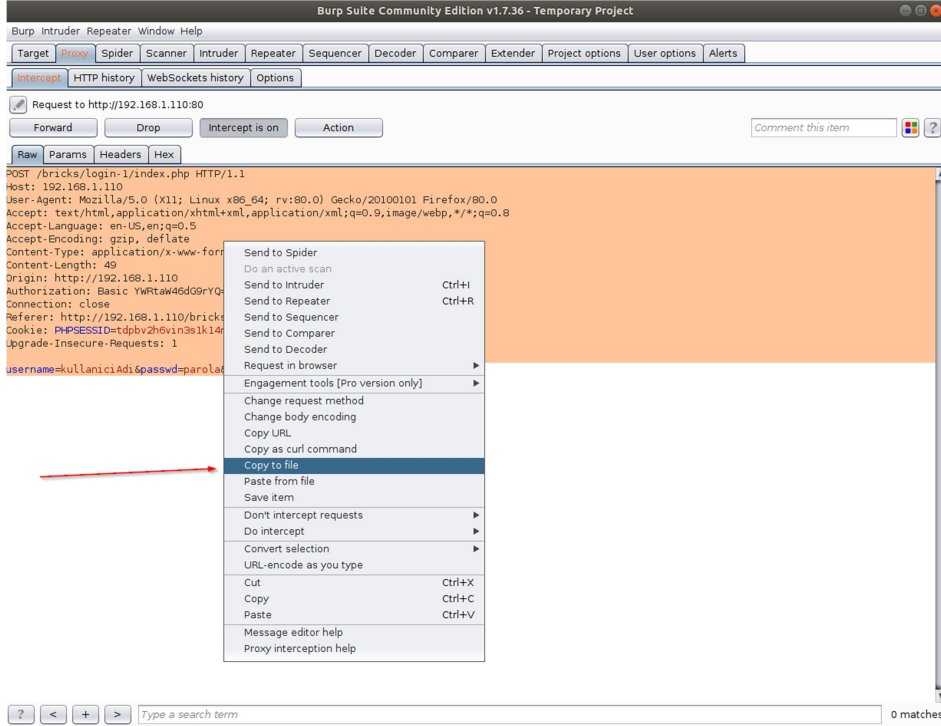 Burp Suite Community Edition v1.7.36 - Temporary Project
Burp Intruder Repeater Window Help
Target Proxy Spider Scanner Intruder Repeater Sequencer Decoder Comparer Extender Project options User options Alerts
Intercept HTTP history WebSockets history Options
Request to http://192.168.1.110:80
Forward Drop Intercept is on Action Comment this item ?
Raw Params Headers Hex
POST /bricks/login-1/index.php HTTP/1.1
Host: 192.168.1.110
User-Agent: Mozilla/5.0 (X11; Linux x86_64; rv:80.0) Gecko/20100101 Firefox/80.0
Accept: text/html,application/xhtml+xml,application/xml;q=0.9,image/webp,*/*;q=0.8
Accept-Language: en-US,en;q=0.5
Accept-Encoding: gzip, deflate
Content-Type: application/x-www-for
Content-Length: 49
Origin: http://192.168.1.110
Authorization: Basic YWRtaW46dG9rYQ=
Connection: close
Referer: http://192.168.1.110/bricks
Cookie: PHPSESSID=tdpbv2h6vin3s1k14
Upgrade-Insecure-Requests: 1
username=kullaniciAdi&passwd=parola
Send to Spider
Do an active scan
Send to Intruder Ctrl+I
Send to Repeater Ctrl+R
Send to Sequencer
Send to Comparer
Send to Decoder
Request in browser
Engagement tools [Pro version only]
Change request method
Change body encoding
Copy URL
Copy as curl command
Copy to file
Paste from file
Save item
Don't intercept requests
Do intercept
Convert selection
URL-encode as you type
Cut Ctrl+X
Copy Ctrl+C
Paste Ctrl+V
Message editor help
Proxy interception help
? < + > Type a search term 0 matches